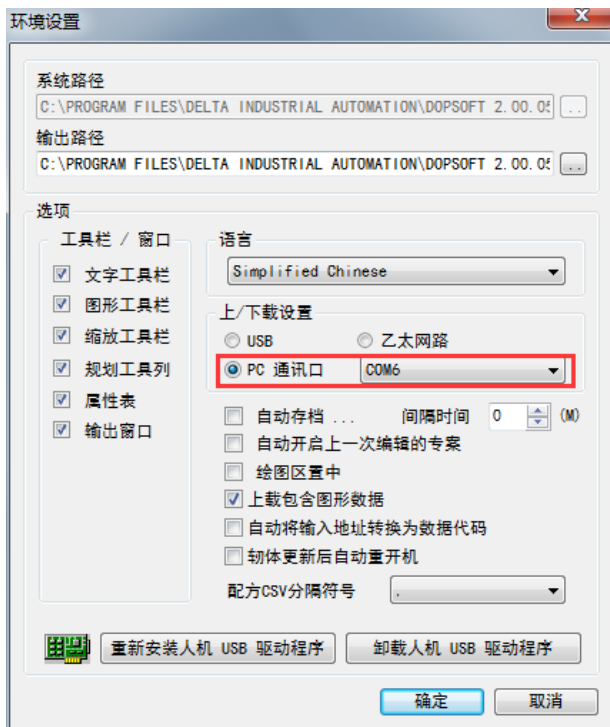 环境设置
系统路径
C:\PROGRAM FILES\DELTA INDUSTRIAL AUTOMATION\DOPSOFT 2.00.05
..
输出路径
C:\PROGRAM FILES\DELTA INDUSTRIAL AUTOMATION\DOPSOFT 2.00.05
...
选项
工具栏 / 窗口
文字工具栏
图形工具栏
缩放工具栏
规划工具列
属性表
输出窗口
语言
Simplified Chinese
上/下载设置
USB 乙太网路
PC 通讯口 COM6
自动存档 ... 间隔时间 0 (M)
自动开启上一次编辑的专案
绘图区置中
上载包含图形数据
自动将输入地址转换为数据代码
轫体更新后自动重开机
配方CSV分隔符号 ,
重新安装人机 USB 驱动程序 卸载人机 USB 驱动程序
确定 取消